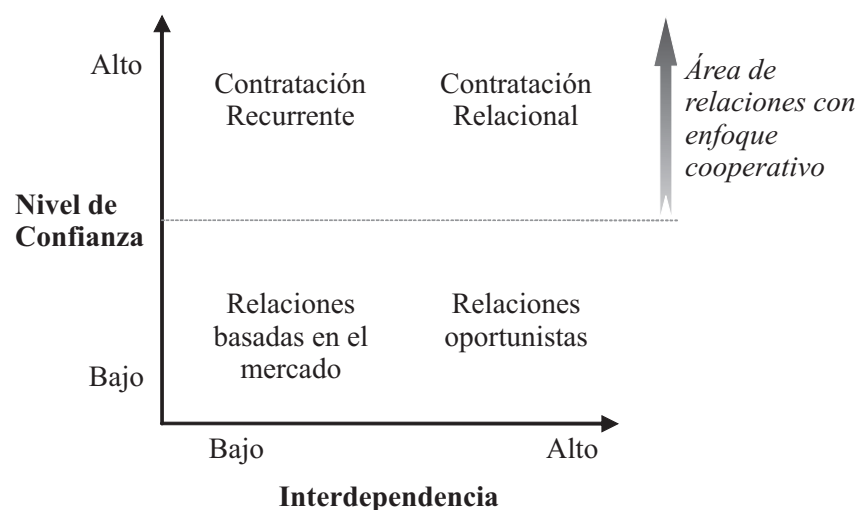 Alto
Contratación
Recurrente
Contratación
Relacional
Área de
relaciones con
enfoque
cooperativo
Nivel de
Confianza
Relaciones
basadas en el
mercado
Relaciones
oportunistas
Bajo
Bajo
Alto
Interdependencia